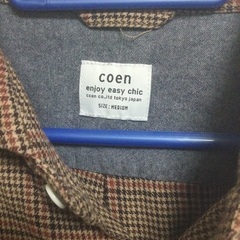 coen
enjoy easy chic
coen co.,ltd tokyo japan
SIZE : MEDIUM